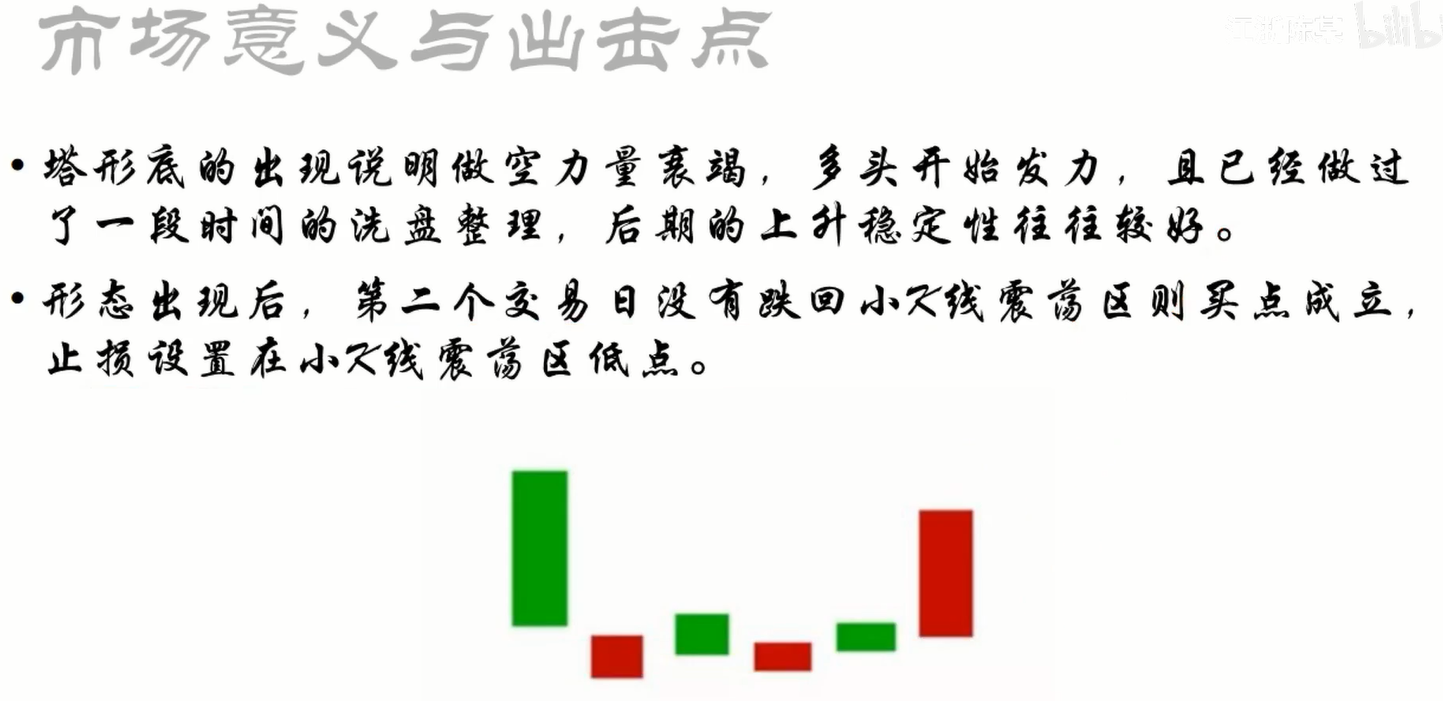 市场意义与出击点
bilibili
• 塔形底的出现说明做空力量衰竭，多头开始发力，且已经做过
了一段时间的洗盘整理，后期的上升稳定性往往较好。
• 形态出现后，第二个交易日没有跌回小K线震荡区则买点成立，
止损设置在小K线震荡区低点。